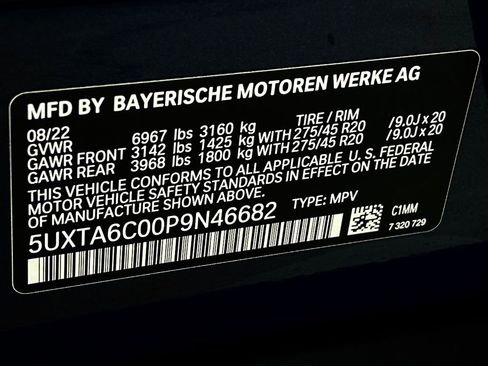 MFD BY BAYERISCHE MOTOREN WERKE AG
08/22 TIRE / RIM
GVWR 6967 lbs 3160 kg
GAWR FRONT 3142 lbs 1425 kg WITH 275/45 R20 /9.0J x 20
GAWR REAR 3968 lbs 1800 kg WITH 275/45 R20 /9.0J x 20
THIS VEHICLE CONFORMS TO ALL APPLICABLE U.S. FEDERAL
MOTOR VEHICLE SAFETY STANDARDS IN EFFECT ON THE DATE
OF MANUFACTURE SHOWN ABOVE.
5UXTA6C00P9N46682 TYPE: MPV
C1MM
7 320 729